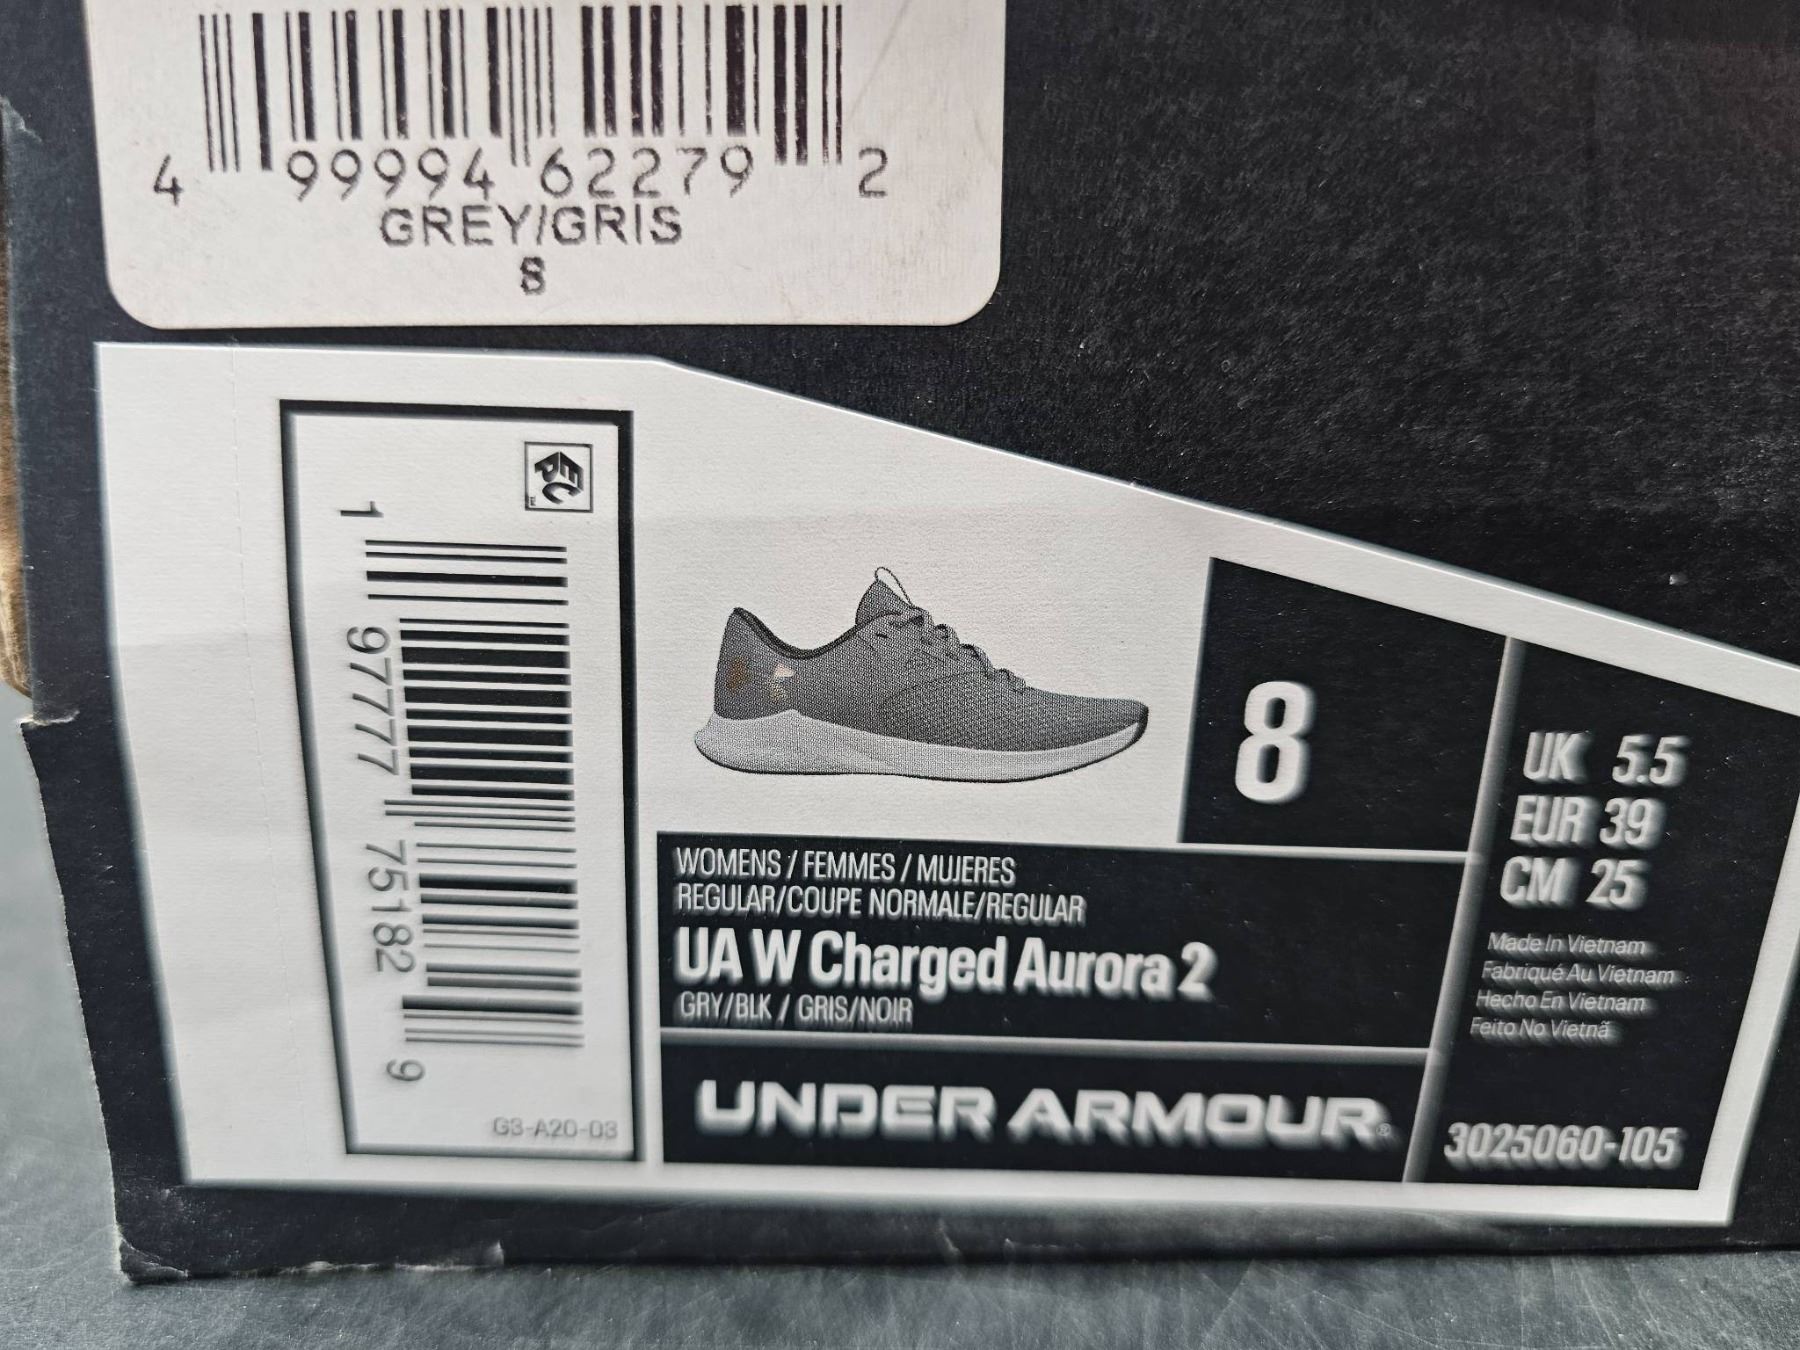 4 99994 62279 2
GREY/GRIS
8
EPC
1 97777 75182 9
G3-A20-03
8
UK 5.5
EUR 39
CM 25
WOMENS / FEMMES / MUJERES
REGULAR/COUPE NORMALE/REGULAR
UA W Charged Aurora 2
GRY/BLK / GRIS/NOIR
Made In Vietnam
Fabriqué Au Vietnam
Hecho En Vietnam
Feito No Vietnã
UNDER ARMOUR®
3025060-105